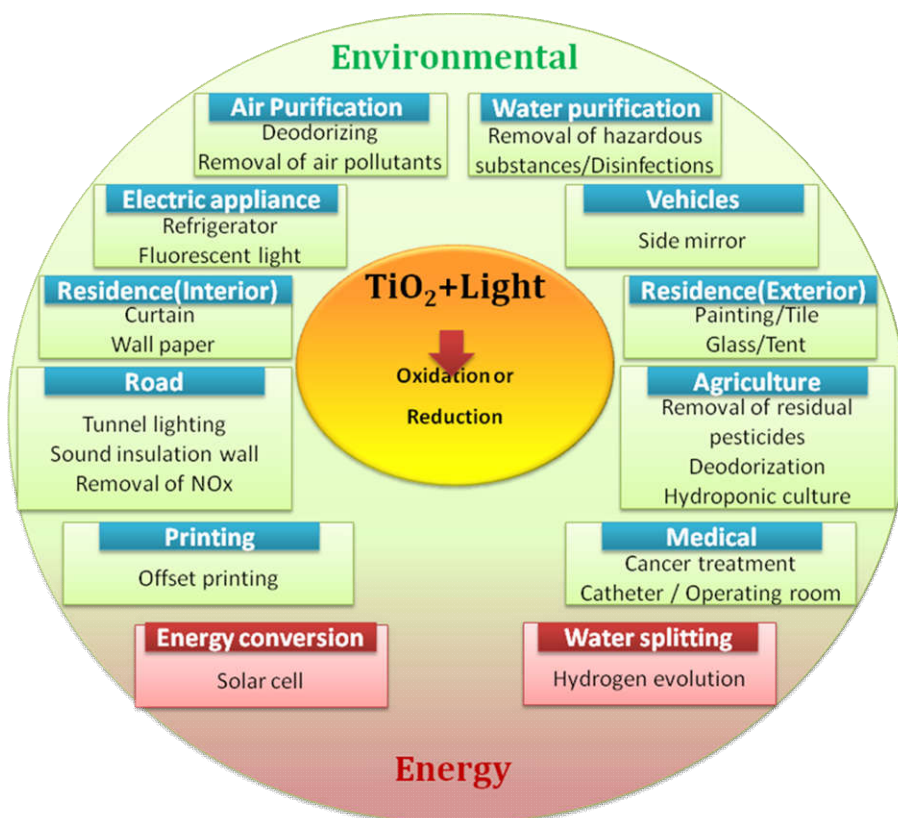 Environmental
Air Purification
Deodorizing
Removal of air pollutants
Water purification
Removal of hazardous
substances/Disinfections
Electric appliance
Refrigerator
Fluorescent light
Vehicles
Side mirror
TiO₂+Light
Oxidation or
Reduction
Residence(Interior)
Curtain
Wall paper
Residence(Exterior)
Painting/Tile
Glass/Tent
Road
Tunnel lighting
Sound insulation wall
Removal of NOx
Agriculture
Removal of residual
pesticides
Deodorization
Hydroponic culture
Printing
Offset printing
Medical
Cancer treatment
Catheter / Operating room
Energy conversion
Solar cell
Water splitting
Hydrogen evolution
Energy